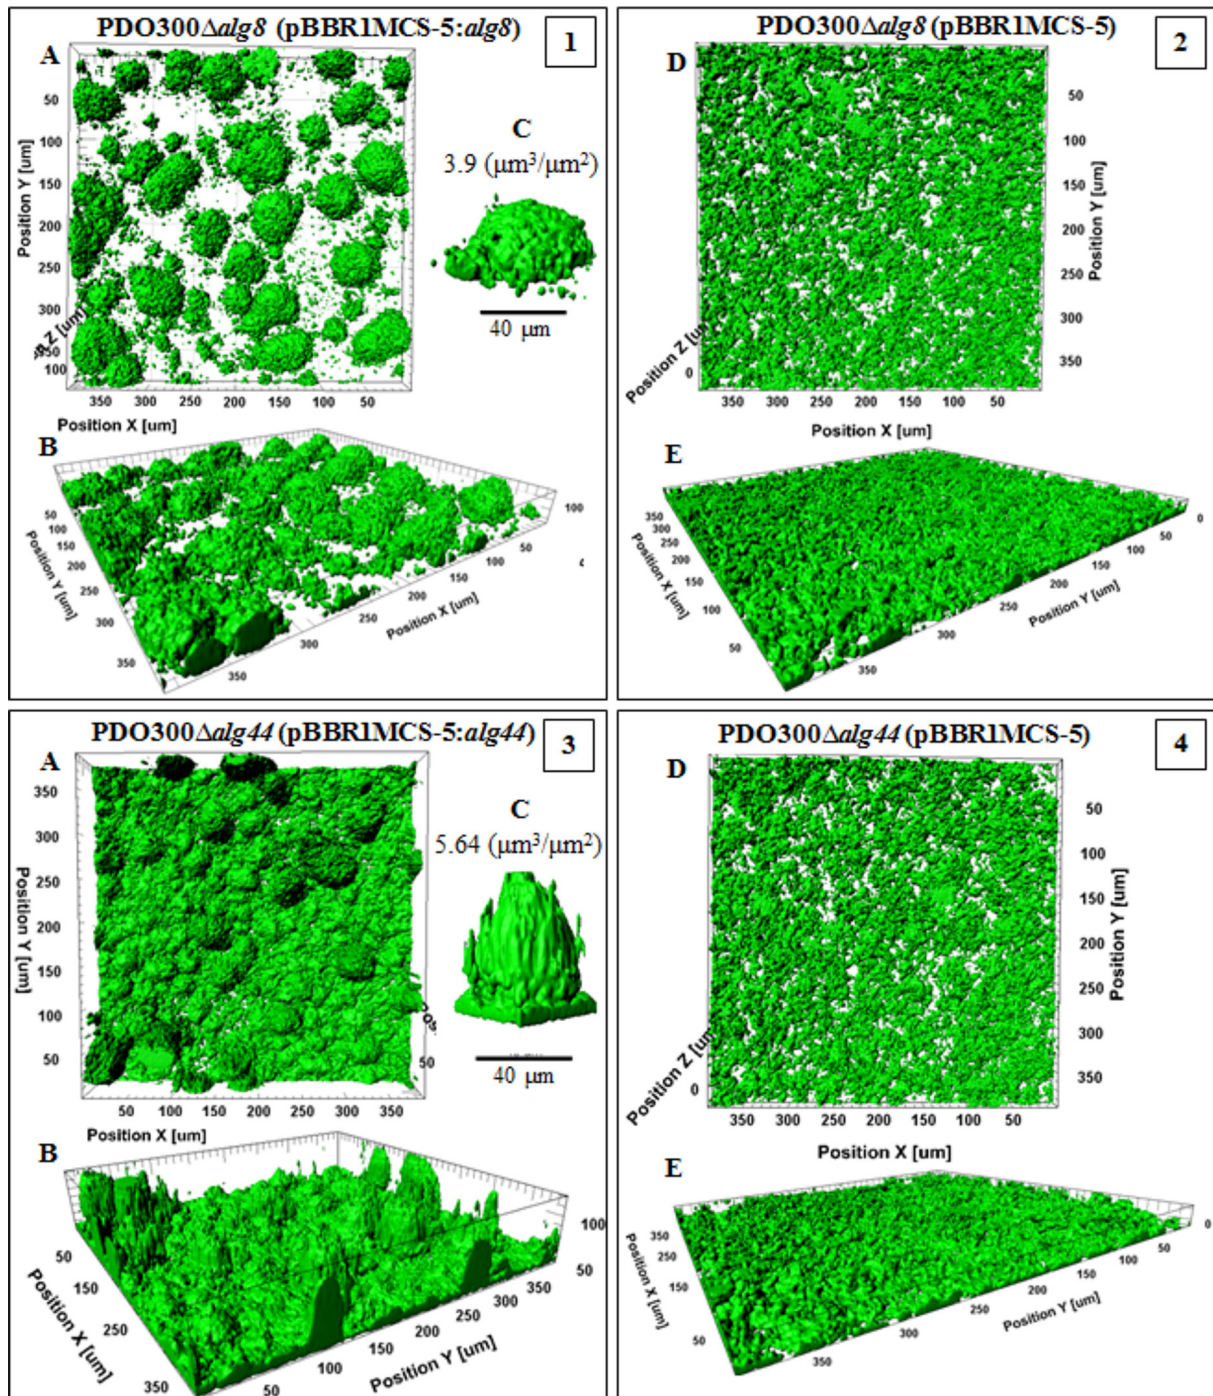 PDO300Δalg8 (pBBR1MCS-5:alg8)
1
A
50
100
150
200
250
300
350
100
Position Y [um]
350 300 250 200 150 100 50
Position X [um]
C
3.9 (μm³/μm²)
40 μm
B
50
100
150
200
300
350
Position Y [um]
350
300
250
200
150
100
50
Position X [um]
100
PDO300Δalg8 (pBBR1MCS-5)
2
D
50
100
150
200
250
300
350
Position Y [um]
Position Z [um]
0
350 300 250 200 150 100 50
Position X [um]
E
350
300
250
200
150
100
50
Position X [um]
350
300
200
100
50
0
Position Y [um]
PDO300Δalg44 (pBBR1MCS-5:alg44)
3
A
350
300
250
200
150
100
50
Position Y [um]
50
50 100 150 200 250 300 350
Position X [um]
C
5.64 (μm³/μm²)
40 μm
B
50
150
250
350
Position X [um]
50
100
150
200
250
300
350
Position Y [um]
100
50
PDO300Δalg44 (pBBR1MCS-5)
4
D
50
100
150
200
250
300
350
Position Y [um]
Position Z [um]
0
350 300 250 200 150 100 50
Position X [um]
E
350
250
150
50
Position X [um]
350
300
250
200
150
100
50
0
Position Y [um]